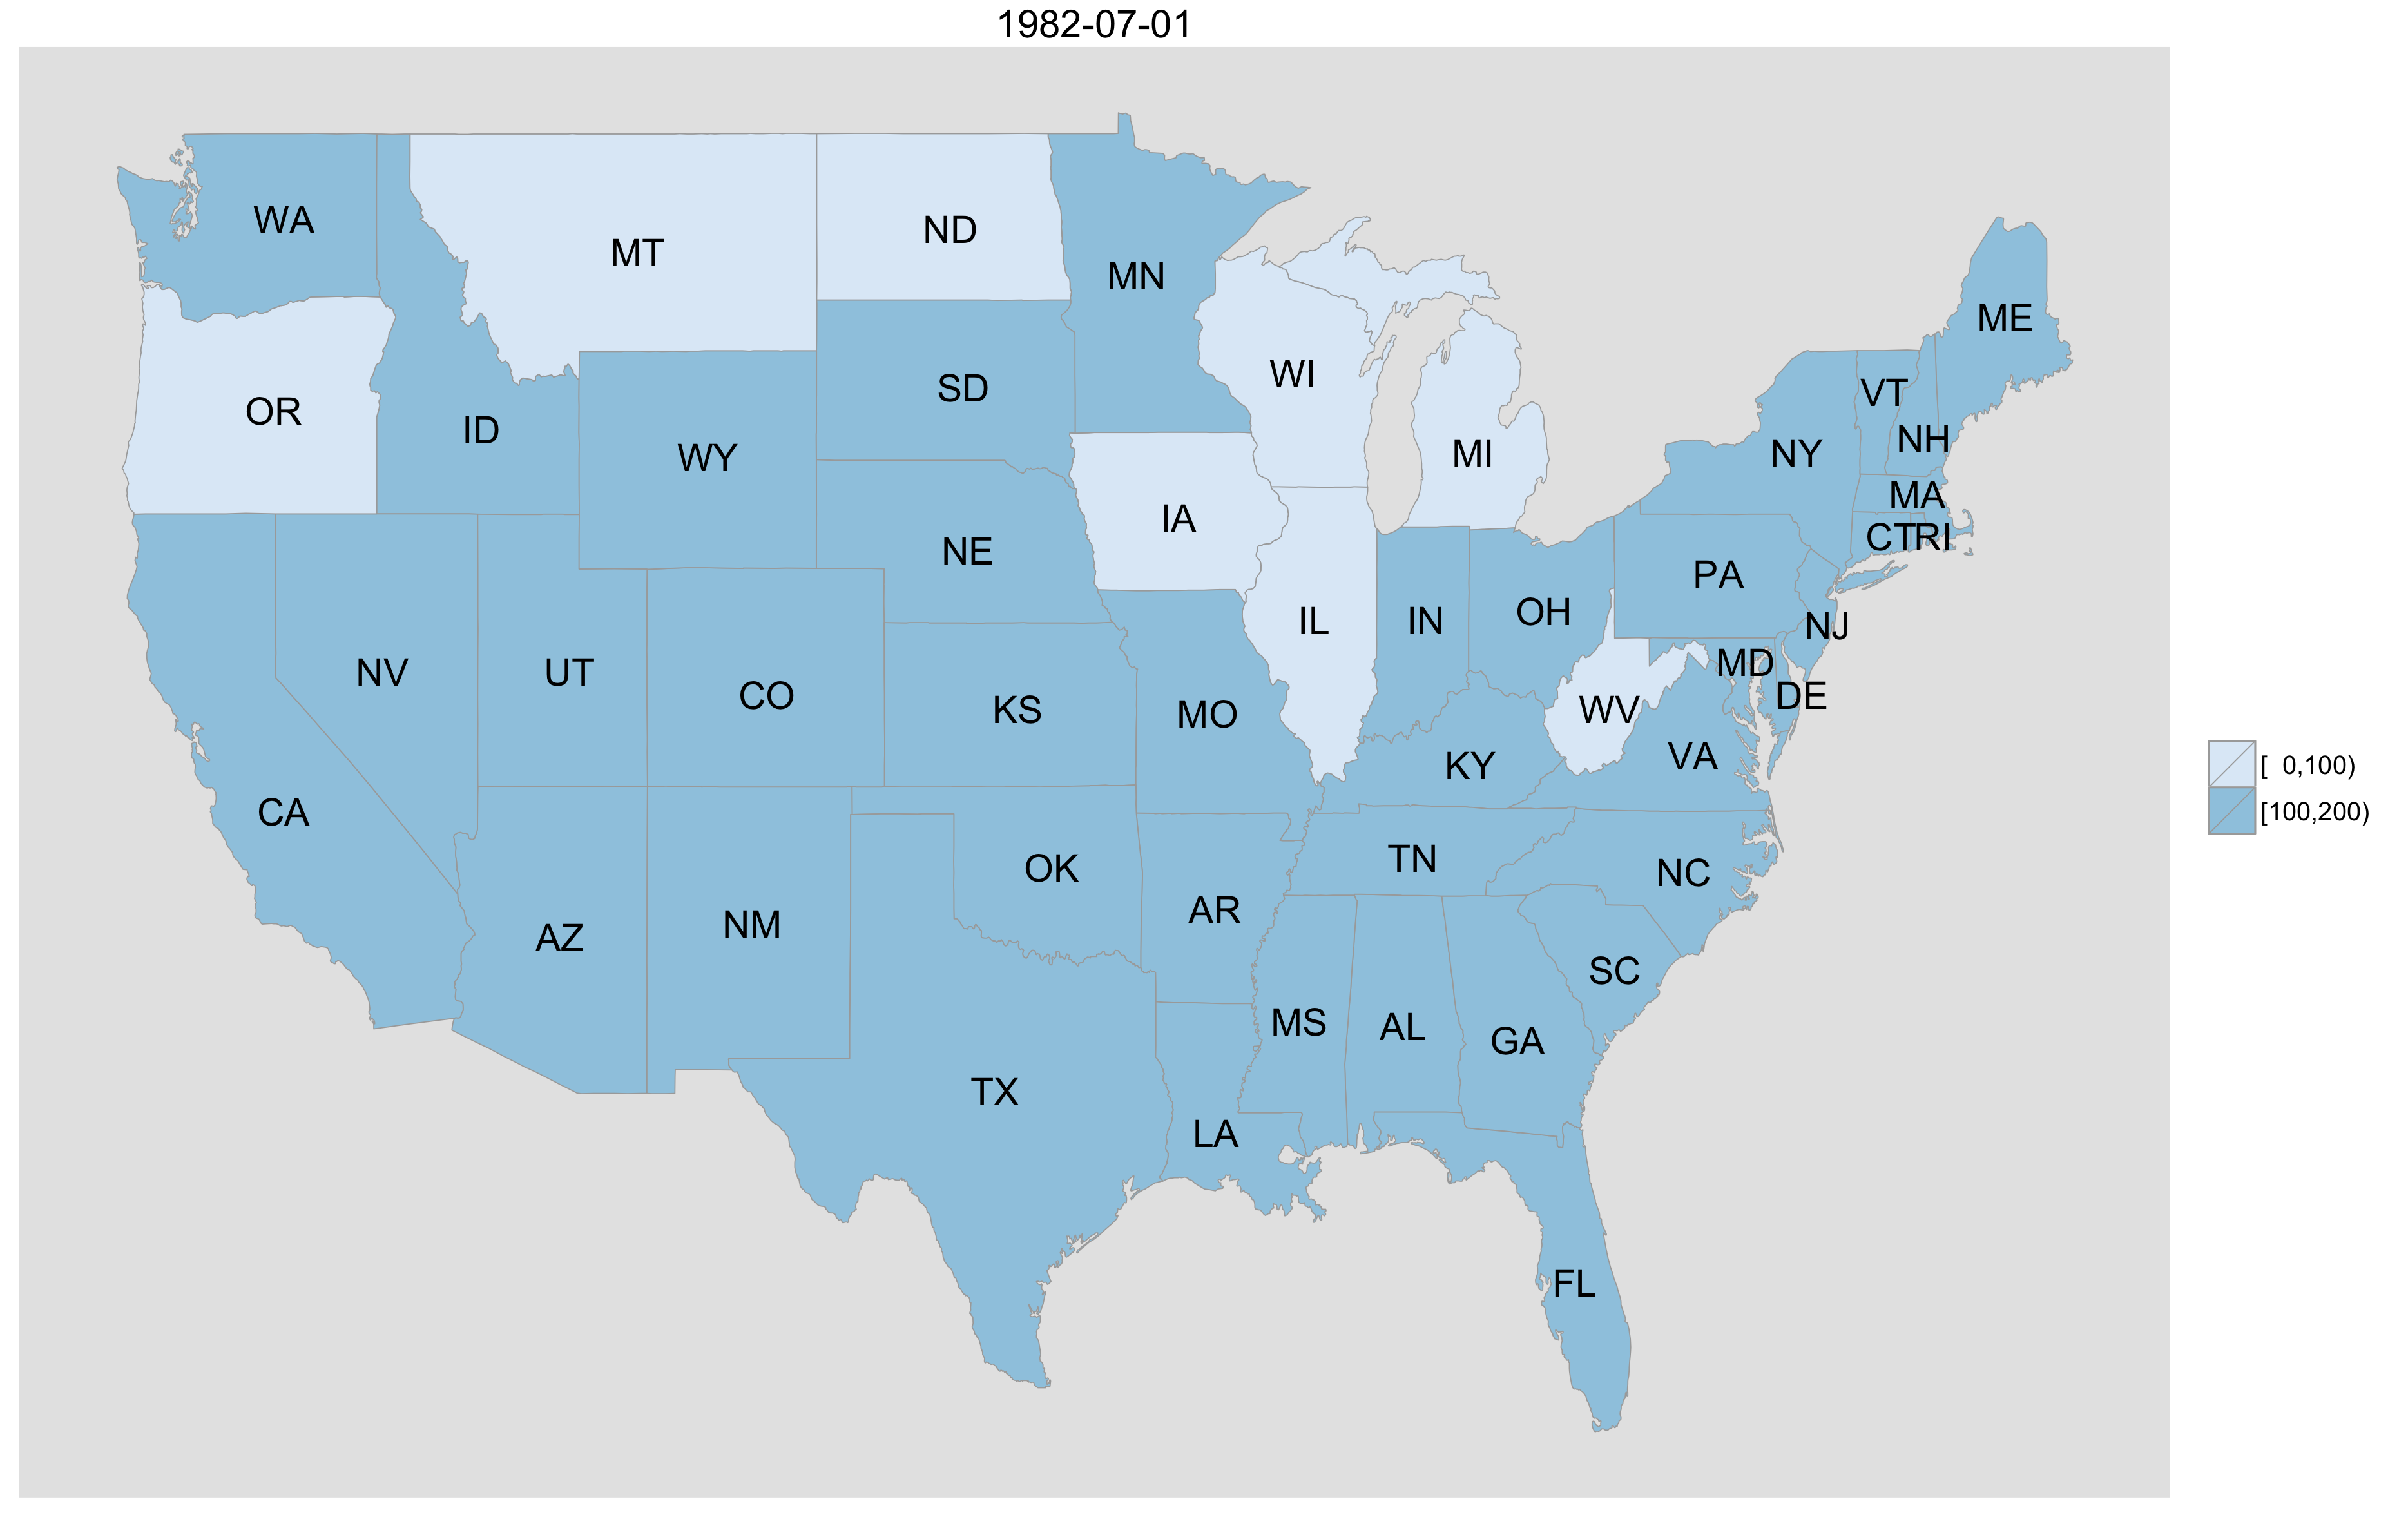 1982-07-01
WA
MT
ND
MN
ME
OR
ID
WY
SD
WI
MI
VT
NH
NY
MA
CT
RI
IA
NE
PA
NV
UT
CO
KS
MO
IL
IN
OH
NJ
MD
DE
WV
VA
KY
[  0,100)
[100,200)
CA
AZ
NM
OK
AR
TN
NC
SC
TX
LA
MS
AL
GA
FL